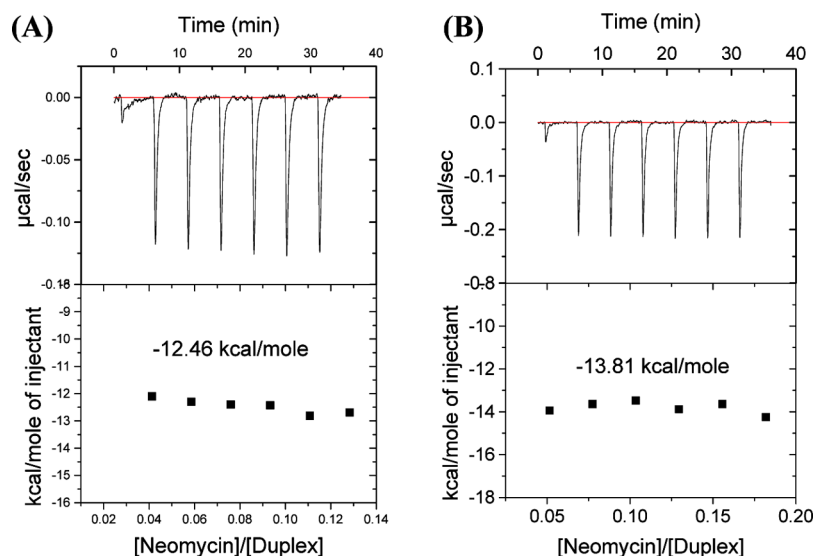 (A)
Time (min)
0 10 20 30 40
0.00
-0.05
-0.10
-0.18
µcal/sec
-9
-10
-11
-12
-13
-14
-15
-16
kcal/mole of injectant
-12.46 kcal/mole
0.02 0.04 0.06 0.08 0.10 0.12 0.14
[Neomycin]/[Duplex]
(B)
Time (min)
0 10 20 30 40
0.1
0.0
-0.1
-0.2
-0.8
µcal/sec
-10
-12
-14
-16
-18
kcal/mole of injectant
-13.81 kcal/mole
0.05 0.10 0.15 0.20
[Neomycin]/[Duplex]